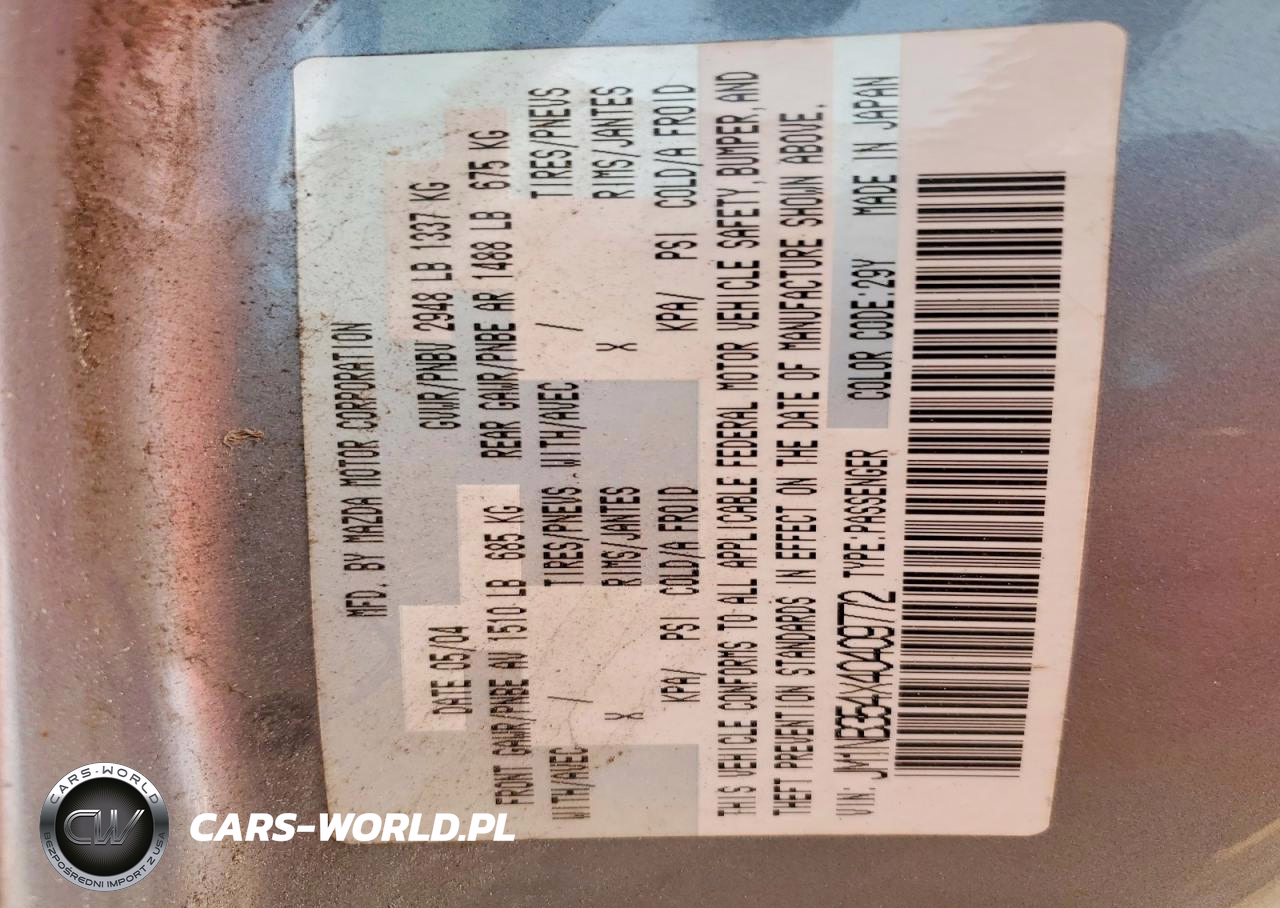 MFD. BY MAZDA MOTOR CORPORATION
DATE 05/04 GVWR/PNBV 2948 LB 1337 KG
FRONT GAWR/PNBE AV 1510 LB 685 KG REAR GAWR/PNBE AR 1488 LB 675 KG
WITH/AVEC / TIRES/PNEUS WITH/AVEC / TIRES/PNEUS
X RIMS/JANTES X RIMS/JANTES
KPA/ PSI COLD/A FROID KPA/ PSI COLD/A FROID
THIS VEHICLE CONFORMS TO ALL APPLICABLE FEDERAL MOTOR VEHICLE SAFETY, BUMPER, AND
THEFT PREVENTION STANDARDS IN EFFECT ON THE DATE OF MANUFACTURE SHOWN ABOVE.
VIN: JM1NB354X40409772 TYPE:PASSENGER COLOR CODE:29Y MADE IN JAPAN
CARS-WORLD
CW
BEZPOŚREDNI IMPORT Z USA
CARS-WORLD.PL